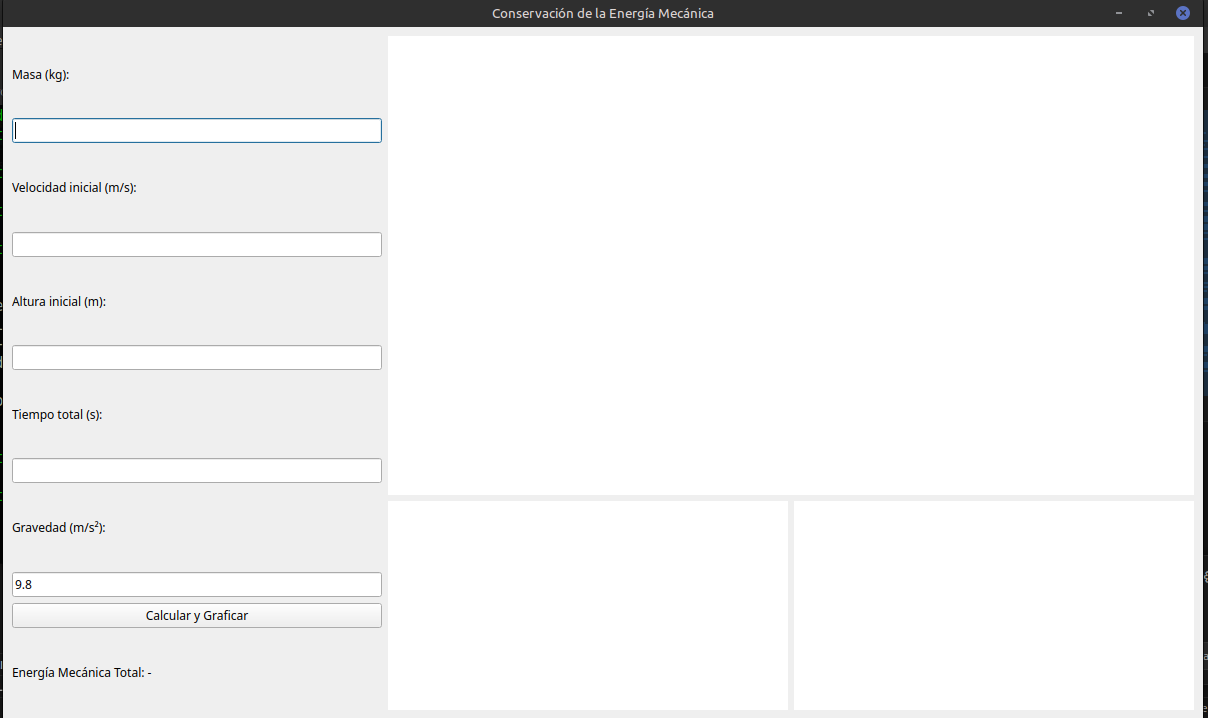 Conservación de la Energía Mecánica
Masa (kg):
Velocidad inicial (m/s):
Altura inicial (m):
Tiempo total (s):
Gravedad (m/s²):
9.8
Calcular y Graficar
Energía Mecánica Total: -